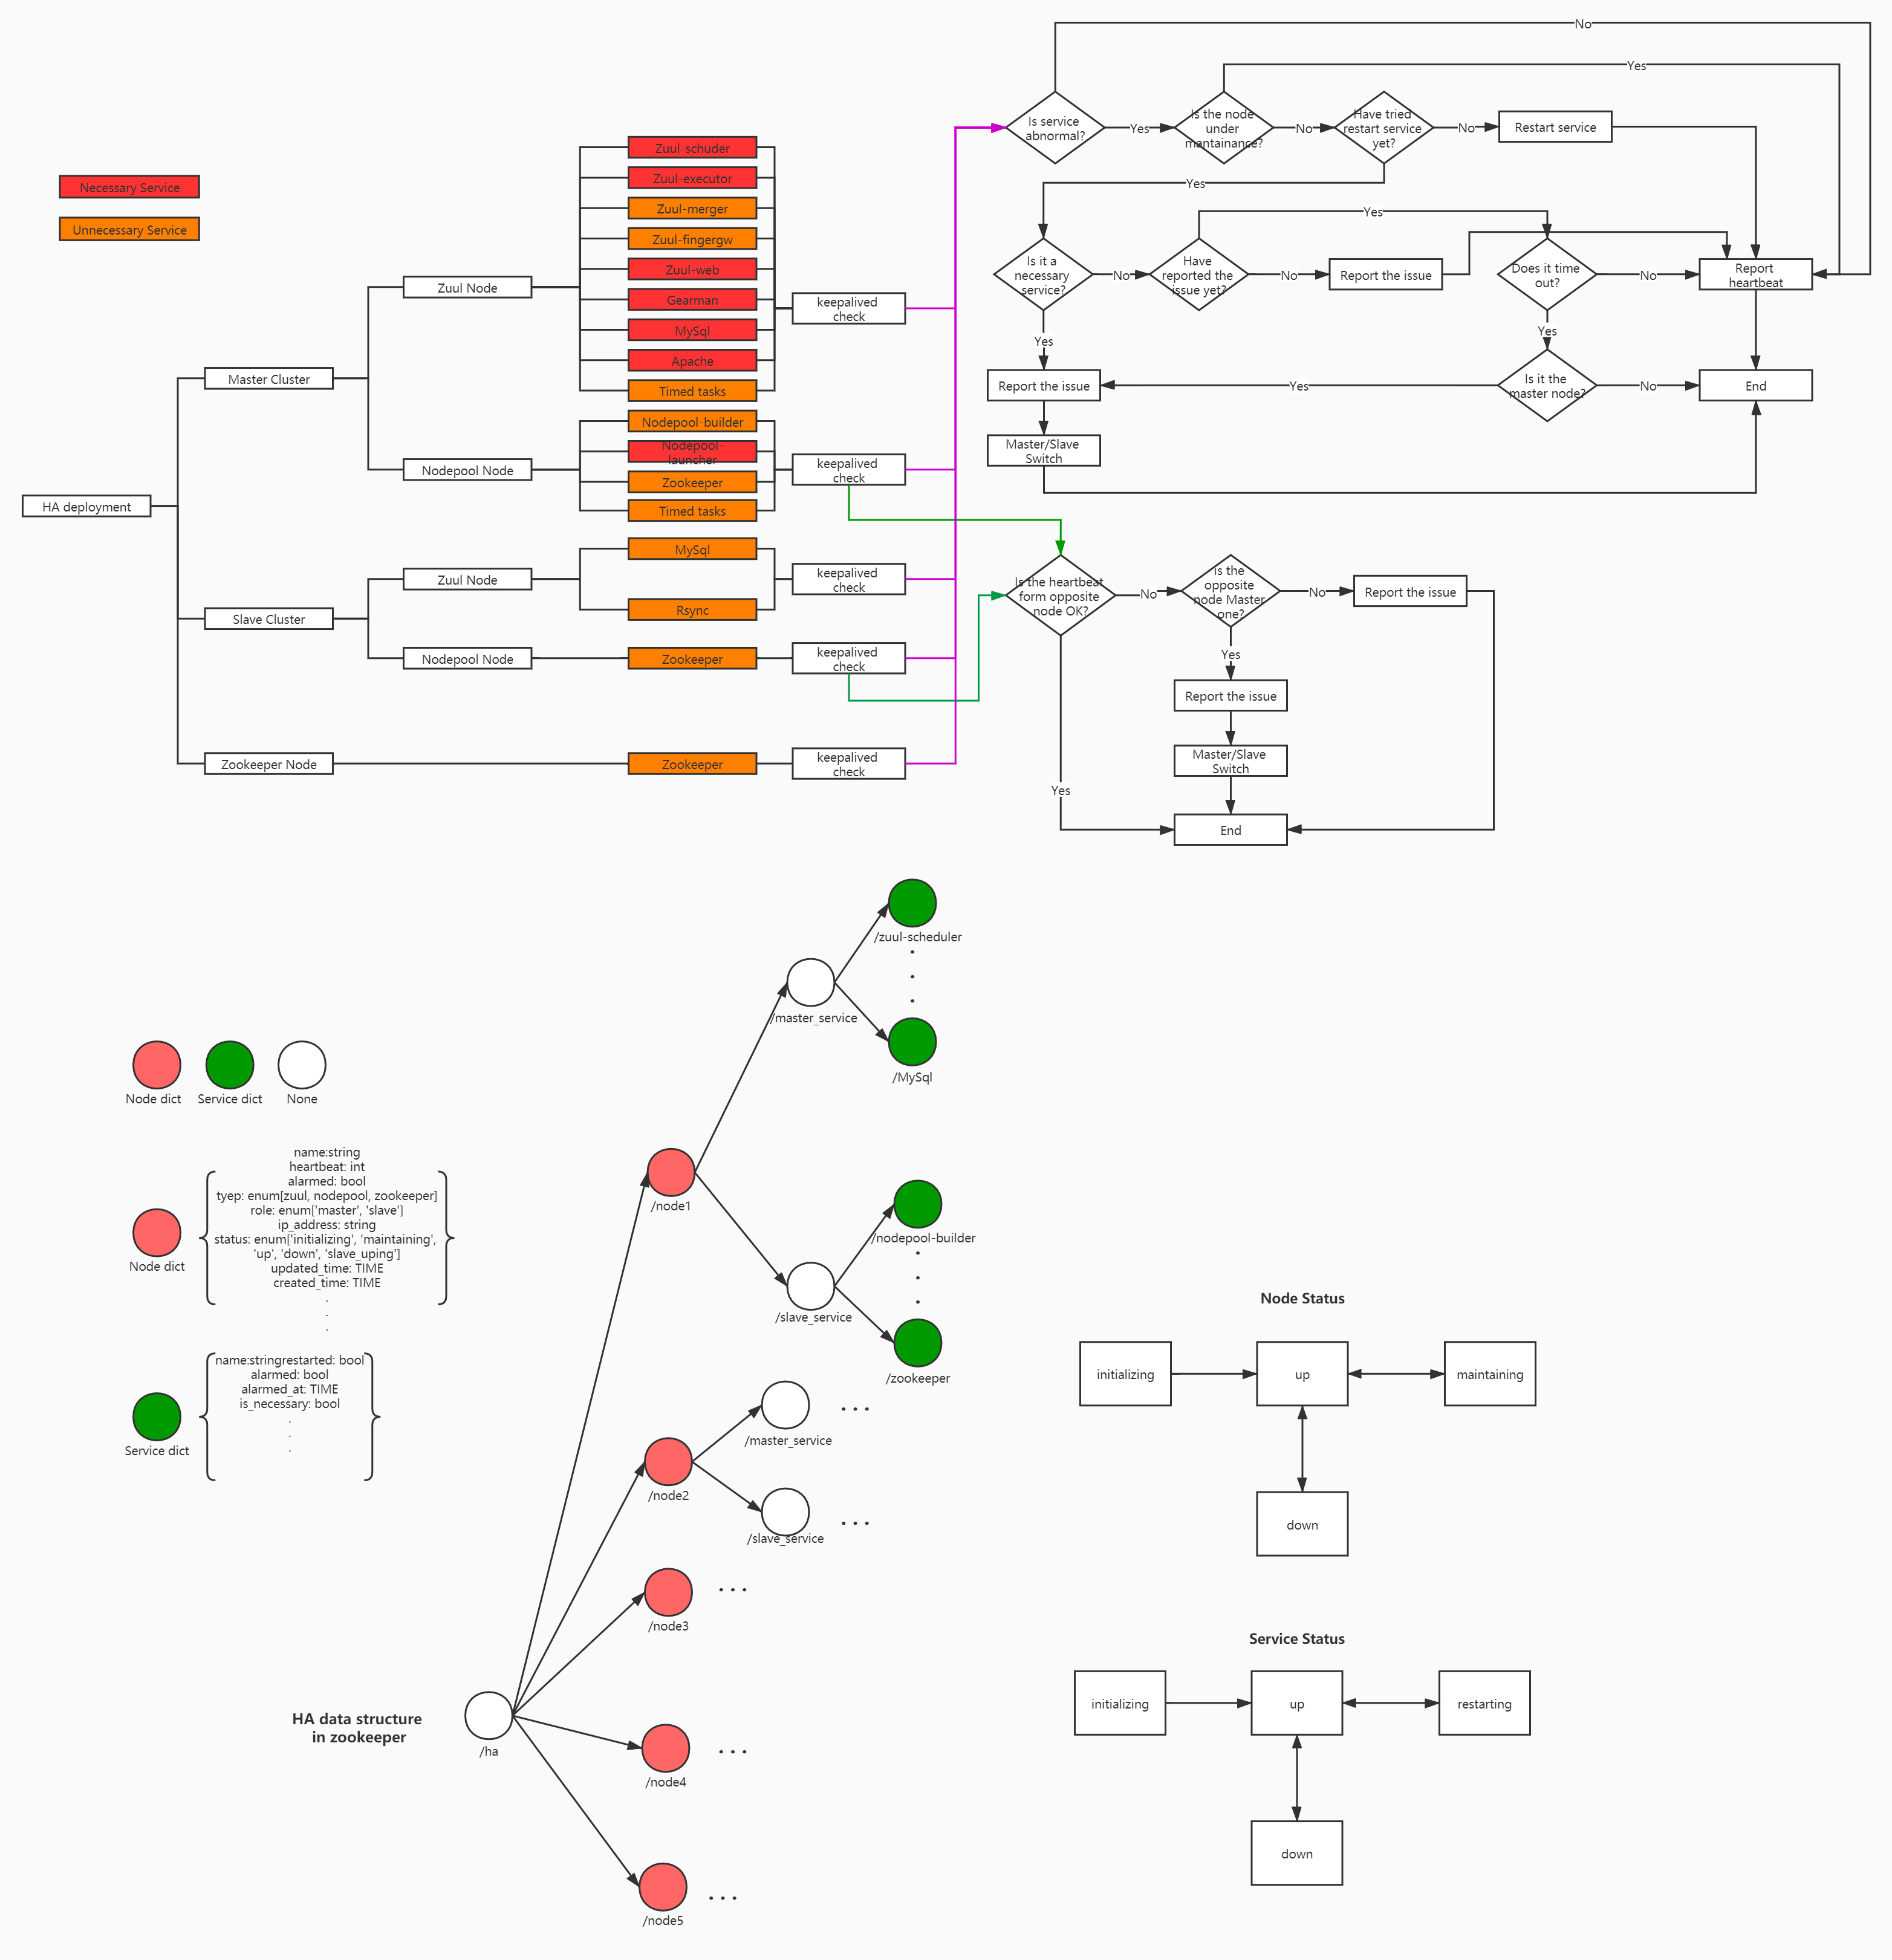 Necessary Service
Unnecessary Service
HA deployment
Master Cluster
Slave Cluster
Zookeeper Node
Zuul Node
Nodepool Node
Zuul Node
Nodepool Node
Zuul-schuder
Zuul-executor
Zuul-merger
Zuul-fingergw
Zuul-web
Gearman
MySql
Apache
Timed tasks
Nodepool-builder
Nodepool-
launcher
Zookeeper
Timed tasks
MySql
Rsync
Zookeeper
Zookeeper
keepalived
check
keepalived
check
keepalived
check
keepalived
check
keepalived
check
No
Yes
Is service
abnormal?
Yes
Is the node
under
mantainance?
No
Have tried
restart service
yet?
No
Restart service
Yes
Yes
Is it a
necessary
service?
No
Have
reported the
issue yet?
No
Report the issue
Does it time
out?
No
Report
heartbeat
Yes
Yes
Report the issue
Yes
Is it the
master node?
No
End
Master/Slave
Switch
Is the heartbeat
form opposite
node OK?
No
Is the
opposite
node Master
one?
No
Report the issue
Yes
Report the issue
Master/Slave
Switch
Yes
End
/zuul-scheduler
/master_service
/MySql
/node1
/nodepool-builder
/slave_service
/zookeeper
/master_service
/node2
/slave_service
/node3
/ha
/node4
/node5
HA data structure
in zookeeper
Node dict
Service dict
None
name:string
heartbeat: int
alarmed: bool
tyep: enum[zuul, nodepool, zookeeper]
role: enum['master', 'slave']
ip_address: string
status: enum['initializing', 'maintaining',
'up', 'down', 'slave_uping']
updated_time: TIME
created_time: TIME
.
.
.
Node dict
name:stringrestarted: bool
alarmed: bool
alarmed_at: TIME
is_necessary: bool
.
.
.
Service dict
Node Status
initializing
up
maintaining
down
Service Status
initializing
up
restarting
down